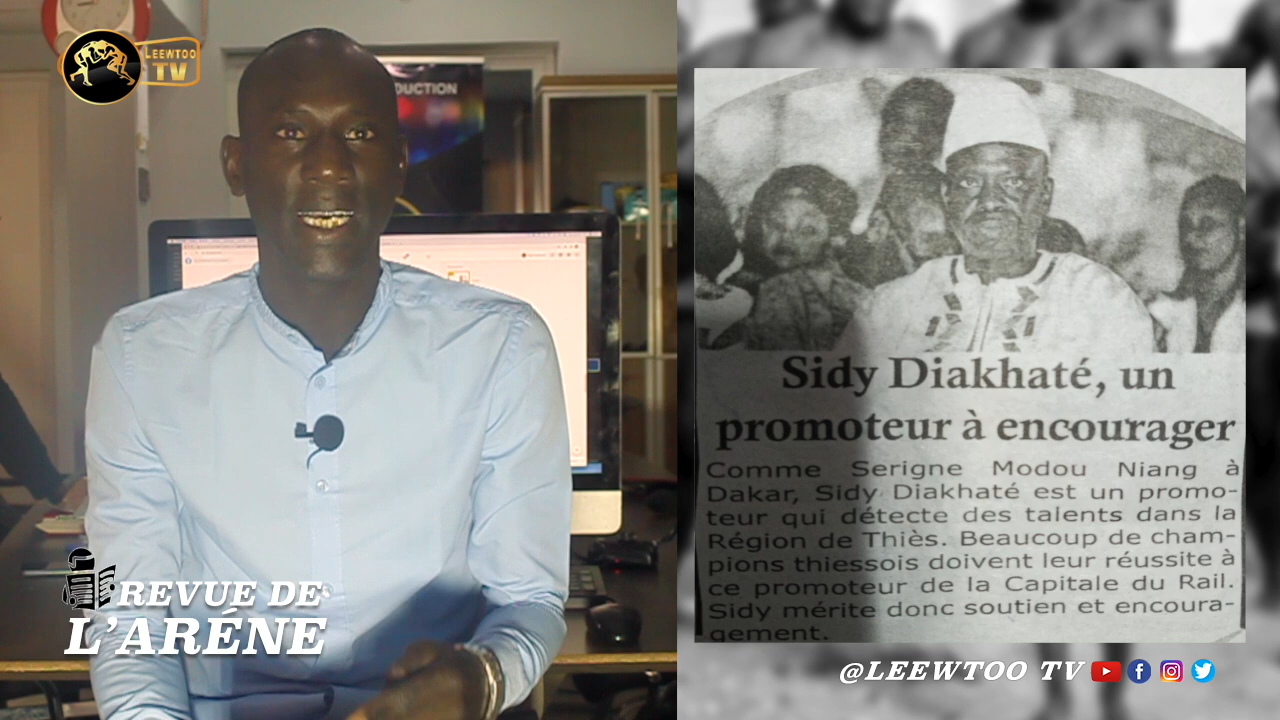 LEEWTOO
TV
DUCTION
Sidy Diakhaté, un
promoteur à encourager
Comme Serigne Modou Niang à
Dakar, Sidy Diakhaté est un promo-
teur qui détecte des talents dans la
Région de Thiès. Beaucoup de cham-
pions thiessois doivent leur réussite à
ce promoteur de la Capitale du Rail.
Sidy mérite donc soutien et encoura-
gement.
REVUE DE
L'ARÉNE
@LEEWTOO TV